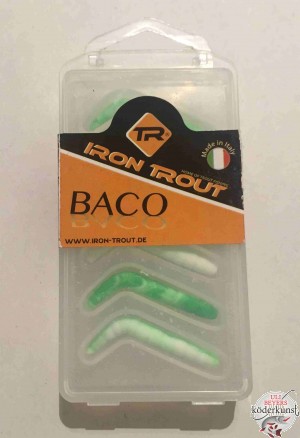 TR
Made in Italy
IRON TROUT
BACO
WWW.IRON-TROUT.DE
ULI
BEYERS
köderkunst